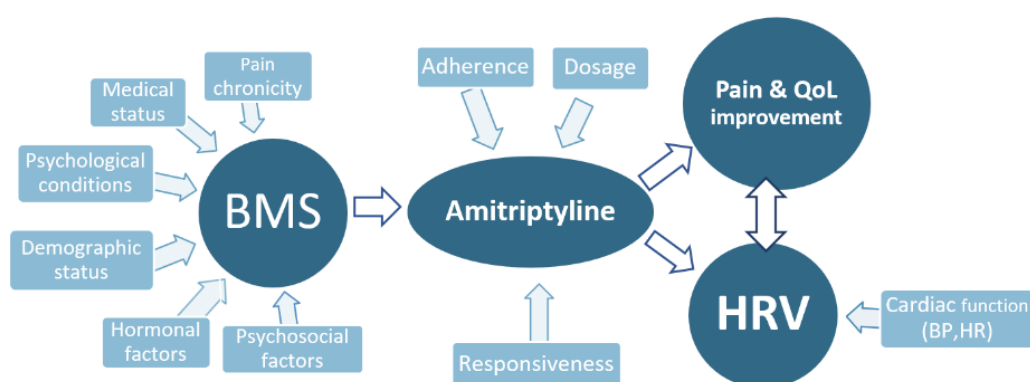 Pain
chronicity
Medical
status
Psychological
conditions
Demographic
status
Hormonal
factors
Psychosocial
factors
BMS
Adherence
Dosage
Amitriptyline
Responsiveness
Pain & QoL
improvement
HRV
Cardiac function
(BP,HR)